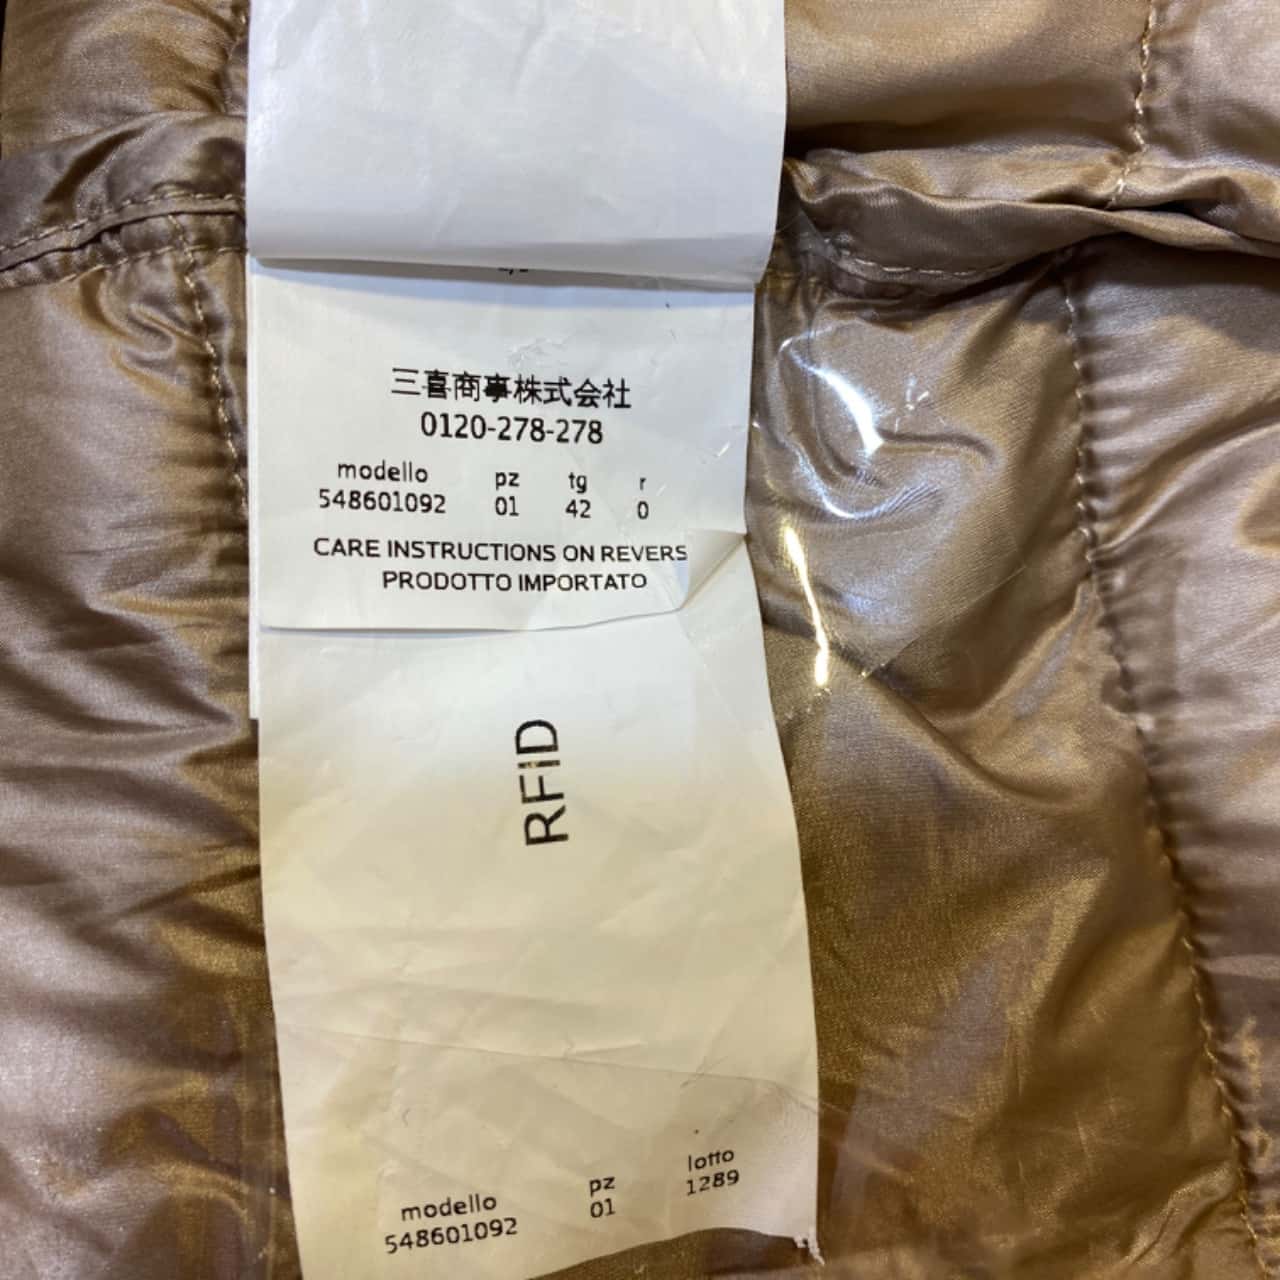 三喜商事株式会社
0120-278-278
modello pz tg r
548601092 01 42 0
CARE INSTRUCTIONS ON REVERS
PRODOTTO IMPORTATO
RFID
modello pz lotto
548601092 01 1289